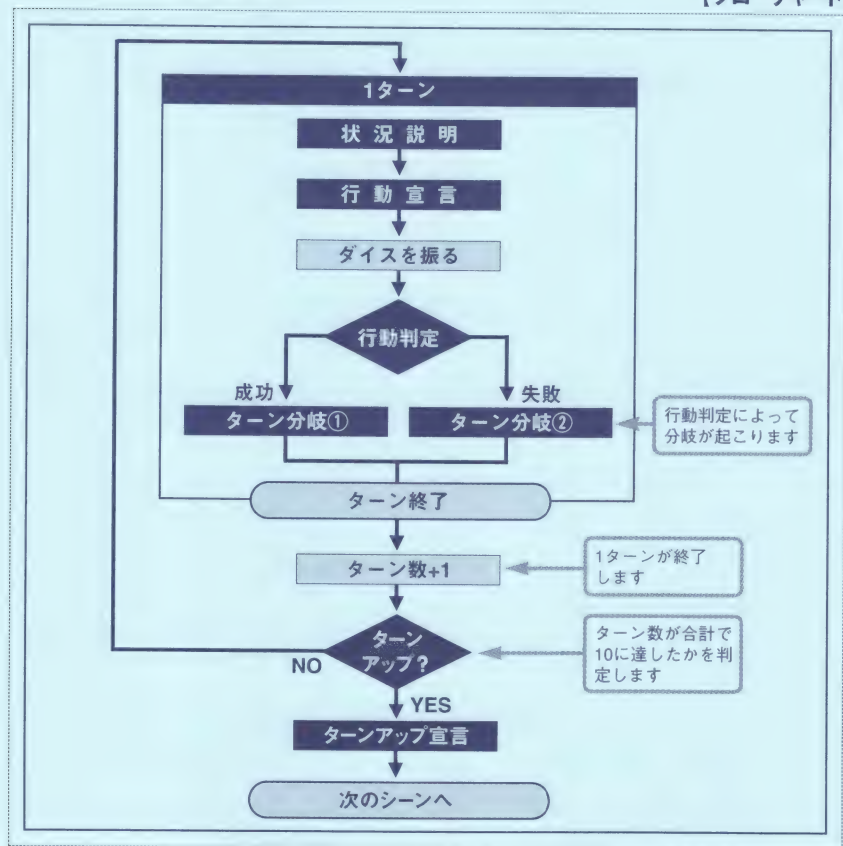 1ターン
状況説明
行動宣言
ダイスを振る
行動判定
成功
失敗
ターン分岐①
ターン分岐②
行動判定によって
分岐が起こります
ターン終了
ターン数+1
1ターンが終了
します
ターン
アップ？
ターン数が合計で
10に達したかを判
定します
NO
YES
ターンアップ宣言
次のシーンへ